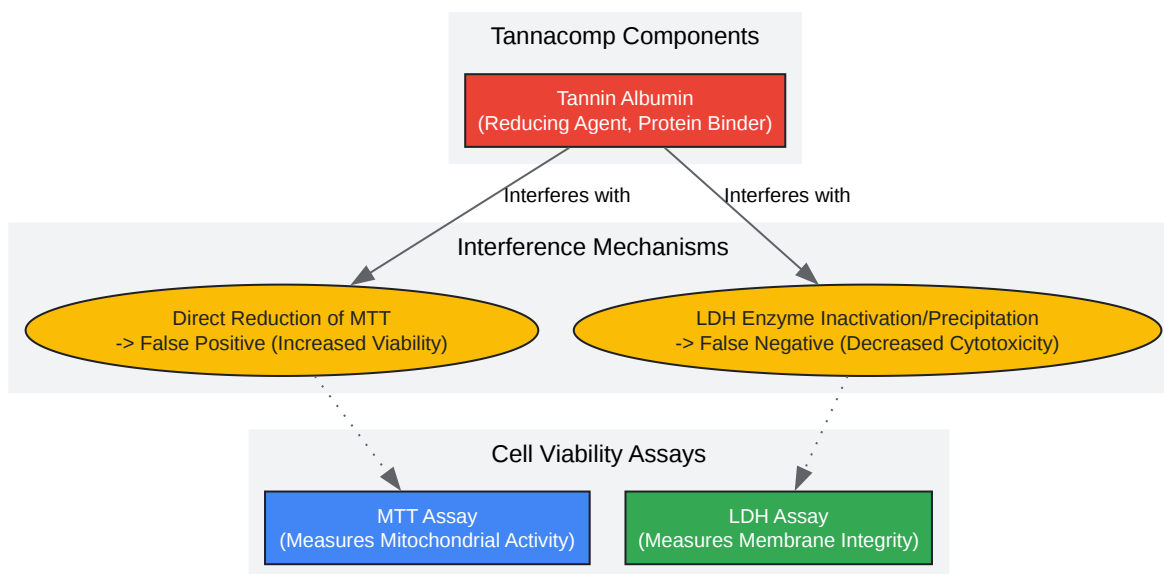 Tannacomp Components
Tannin Albumin
(Reducing Agent, Protein Binder)
Interferes with
Interferes with
Interference Mechanisms
Direct Reduction of MTT
-> False Positive (Increased Viability)
LDH Enzyme Inactivation/Precipitation
-> False Negative (Decreased Cytotoxicity)
Cell Viability Assays
MTT Assay
(Measures Mitochondrial Activity)
LDH Assay
(Measures Membrane Integrity)